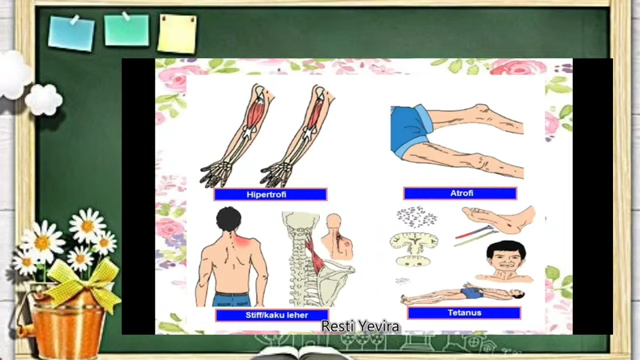 Hipertrofi
Atrofi
Stiff/kaku leher
Tetanus
Resti Yevira